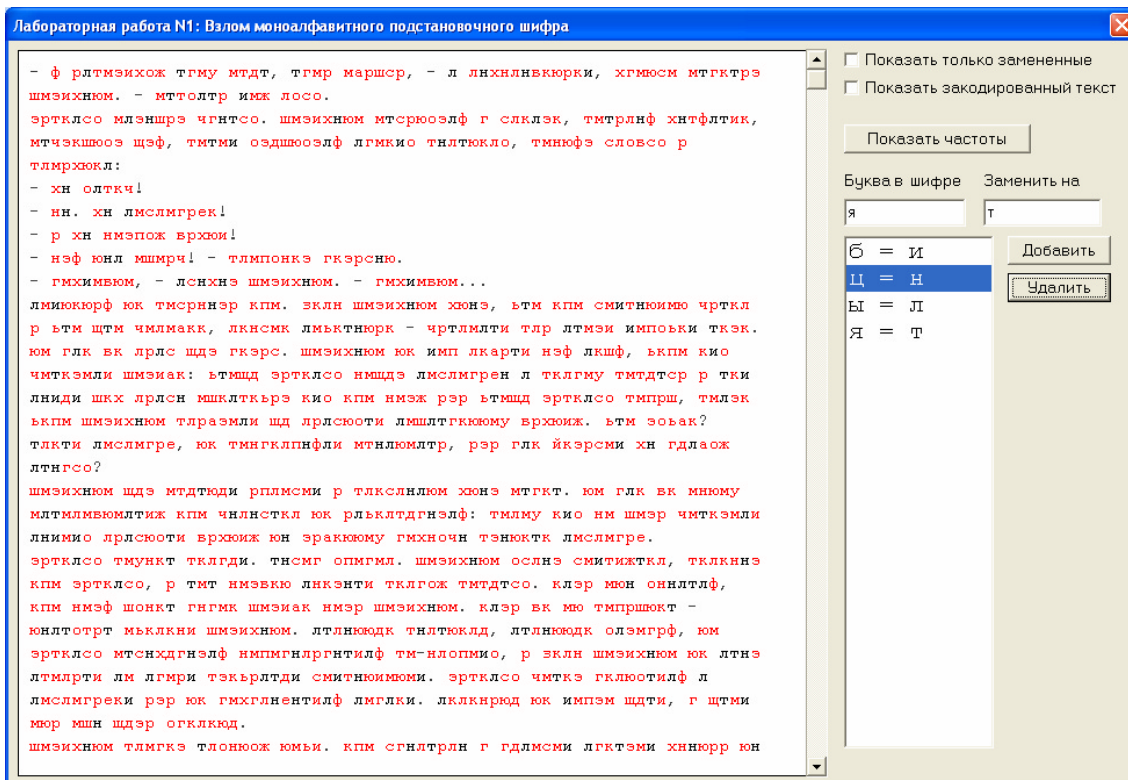 Лабораторная работа N1: Взлом моноалфавитного подстановочного шифра
- ф рлтмэихож тгму мтдт, тгмр маршср, - л лнхнлнвкюрки, хгмюсм мтгктрэ
шмэихнюм. - мттолтр имж лосо.
эртклсо млэншрэ чгнтсо. шмэихнюм мтсрюоэлф г слклэк, тмтрлнф хнтфлтик,
мтчэкшюоэ щэф, тмтми оэдшюоэлф лгмкио тнлтюкло, тмнюфэ словсо р
тлмрхюкл:
- хн олткч!
- нн. хн лмслмгрек!
- р хн нмэпож врхюи!
- нэф юнл мшмрч! - тлмпонкэ гкэрсню.
- гмхимвюм, - лснхнэ шмэихнюм. - гмхимвюм...
лмиюкюрф юк тмсрннэр кпм. зклн шмэихнюм хюнэ, ьтм кпм смитнюимю чрткл
р ьтм щтм чмлмакк, лкнсмк лмьктнюрк - чртлмлти тлр лтмэи импоьки ткэк.
юм глк вк лрлс щдэ гкэрс. шмэихнюм юк имп лкарти нэф лкшф, ькпм кио
чмткэмли шмэиак: ьтмщд эртклсо нмщдэ лмслмгрен л тклгму тмтдтср р тки
лниди шкх лрлсн мшклткьрэ кио кпм нмэж рэр ьтмщд эртклсо тмпрш, тмлэк
ькпм шмэихнюм тлраэмли щд лрлсюоти лмшлтгкююму врхюиж. ьтм эоьак?
тлкти лмслмгре, юк тмнгклпнфли мтнлюмлтр, рэр глк йкэрсми хн гдлаож
лтнгсо?
шмэихнюм щдэ мтдтюди рплмсми р тлкслнлюм хюнэ мтгкт. юм глк вк мнюму
млтмлмвюмлтиж кпм чнлнсткл юк рльклтдгнэлф: тмлму кио нм шмэр чмткэмли
лнимио лрлсюоти врхюиж юн эракююму гмхночн тэнюктк лмслмгре.
эртклсо тмункт тклгди. тнсмг опмгмл. шмэихнюм ослнэ смитижткл, тклкннэ
кпм эртклсо, р тмт нмэвкю лнкэнти тклгож тмтдтсо. клэр мюн оннлтлф,
кпм нмэф шонкт гнгмк шмэиак нмэр шмэихнюм. клэр вк мю тмпршюкт -
юнлтотрт мьклкни шмэихнюм. лтлнююдк тнлтюклд, лтлнююдк олэмгрф, юм
эртклсо мтснхдгнэлф нмпмгнлргнтилф тм-нлопмио, р зклн шмэихнюм юк лтнэ
лтмлрти лм лгмри тэкьрлтди смитнюимюми. эртклсо чмткэ гклюотилф л
лмслмгреки рэр юк гмхглнентилф лмглки. лклкнрюд юк импэм щдти, г щтми
мюр мшн щдэр огклкюд.
шмэихнюм тлмгкэ тлонюож юмьи. кпм сгнлтрлн г гдлмсми лгктэми хннюрр юн
Показать только замененные
Показать закодированный текст
Показать частоты
Буква в шифре Заменить на
я т
б = и
ц = н
ы = л
я = т
Добавить
Удалить